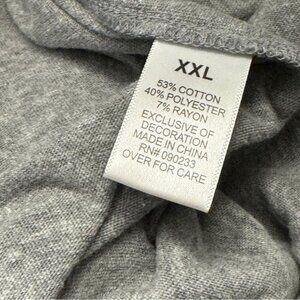 XXL
53% COTTON
40% POLYESTER
7% RAYON
EXCLUSIVE OF
DECORATION
MADE IN CHINA
RN# 090233
OVER FOR CARE